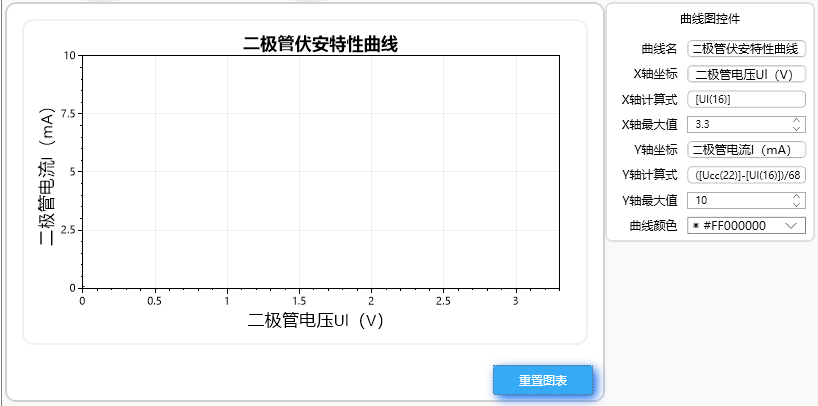 二极管伏安特性曲线
10
7.5
5
2.5
0
二极管电流I（mA）
0 0.5 1 1.5 2 2.5 3
二极管电压UI（V）
重置图表
曲线图控件
曲线名 二极管伏安特性曲线
X轴坐标 二极管电压UI（V）
X轴计算式 [UI(16)]
X轴最大值 3.3
Y轴坐标 二极管电流I（mA）
Y轴计算式 ([Ucc(22)]-[UI(16)])/68
Y轴最大值 10
曲线颜色 #FF000000